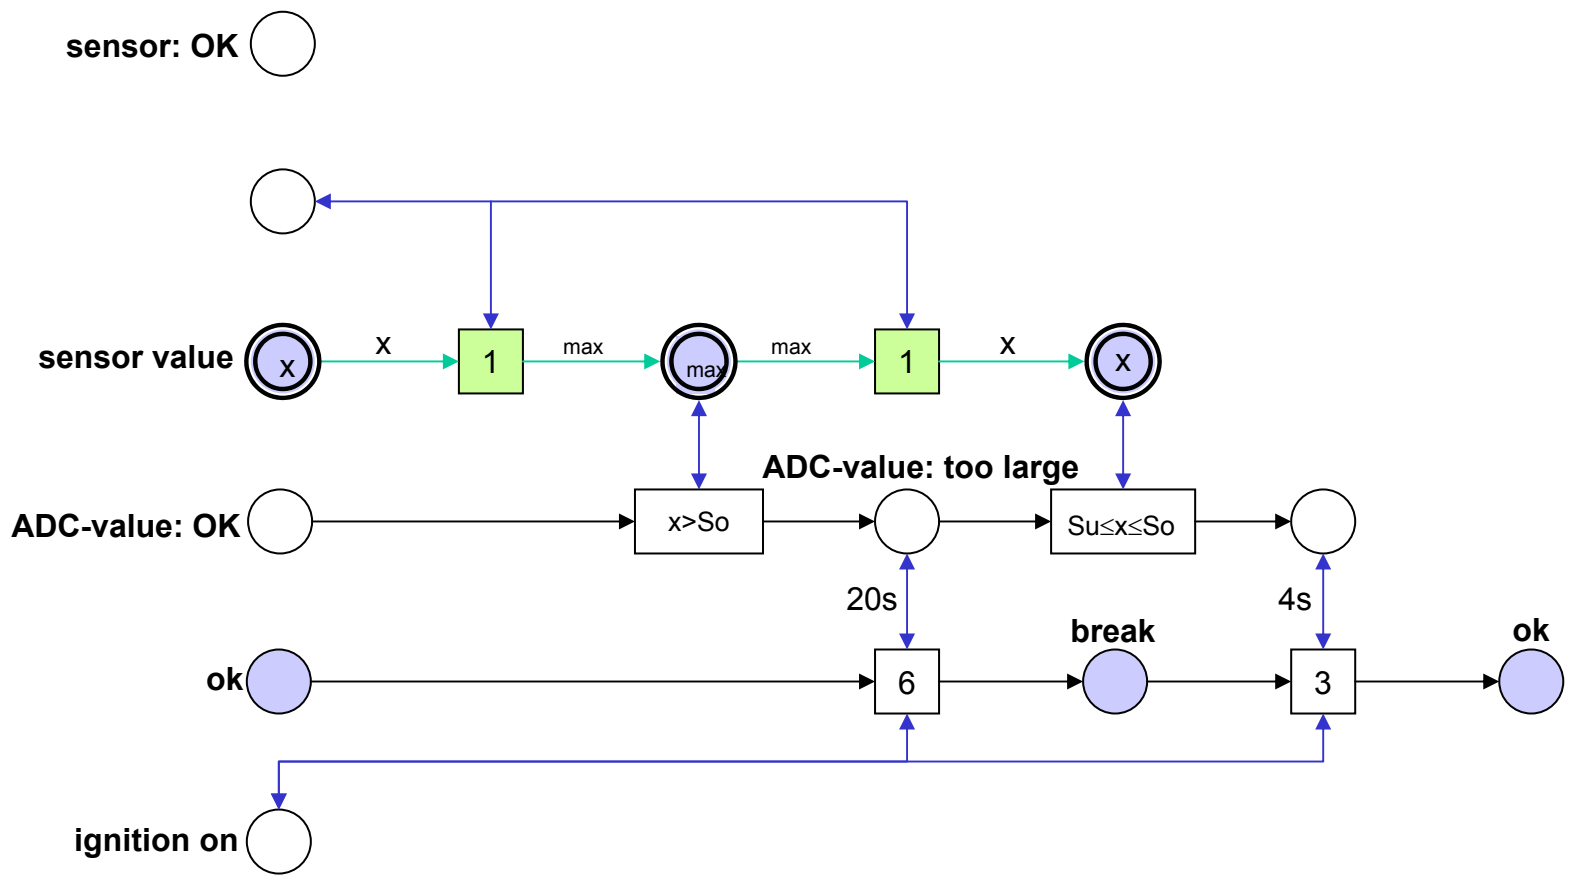 sensor: OK
sensor value
x
x
1
max
max
max
1
x
x
ADC-value: too large
ADC-value: OK
x>So
Su≤x≤So
20s
4s
break
ok
ok
6
3
ignition on